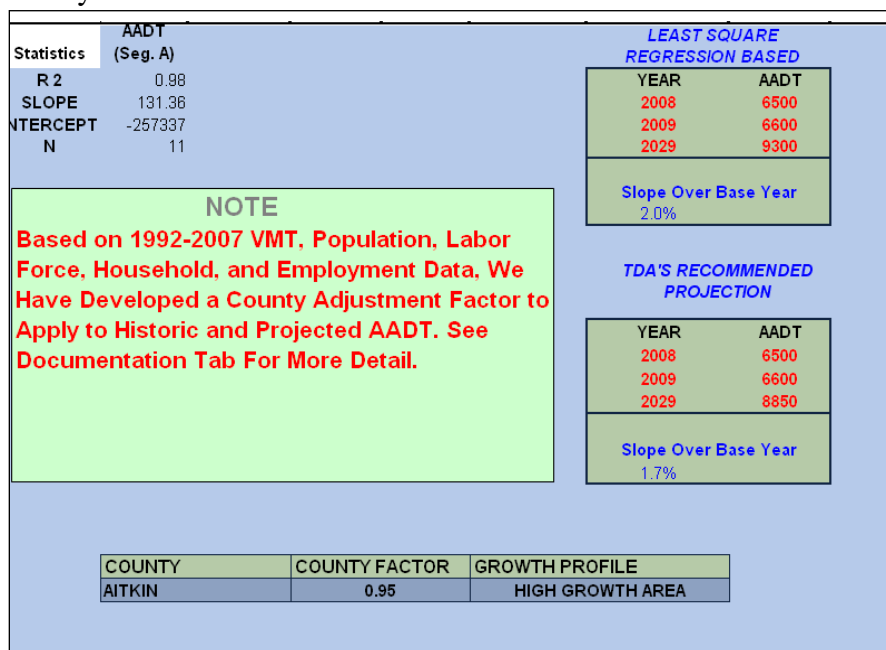 AADT
Statistics (Seg. A)
R 2 0.98
SLOPE 131.36
NTERCEPT -257337
N 11
LEAST SQUARE
REGRESSION BASED
YEAR AADT
2008 6500
2009 6600
2029 9300
Slope Over Base Year
2.0%
NOTE
Based on 1992-2007 VMT, Population, Labor
Force, Household, and Employment Data, We
Have Developed a County Adjustment Factor to
Apply to Historic and Projected AADT. See
Documentation Tab For More Detail.
TDA'S RECOMMENDED
PROJECTION
YEAR AADT
2008 6500
2009 6600
2029 8850
Slope Over Base Year
1.7%
COUNTY COUNTY FACTOR GROWTH PROFILE
AITKIN 0.95 HIGH GROWTH AREA